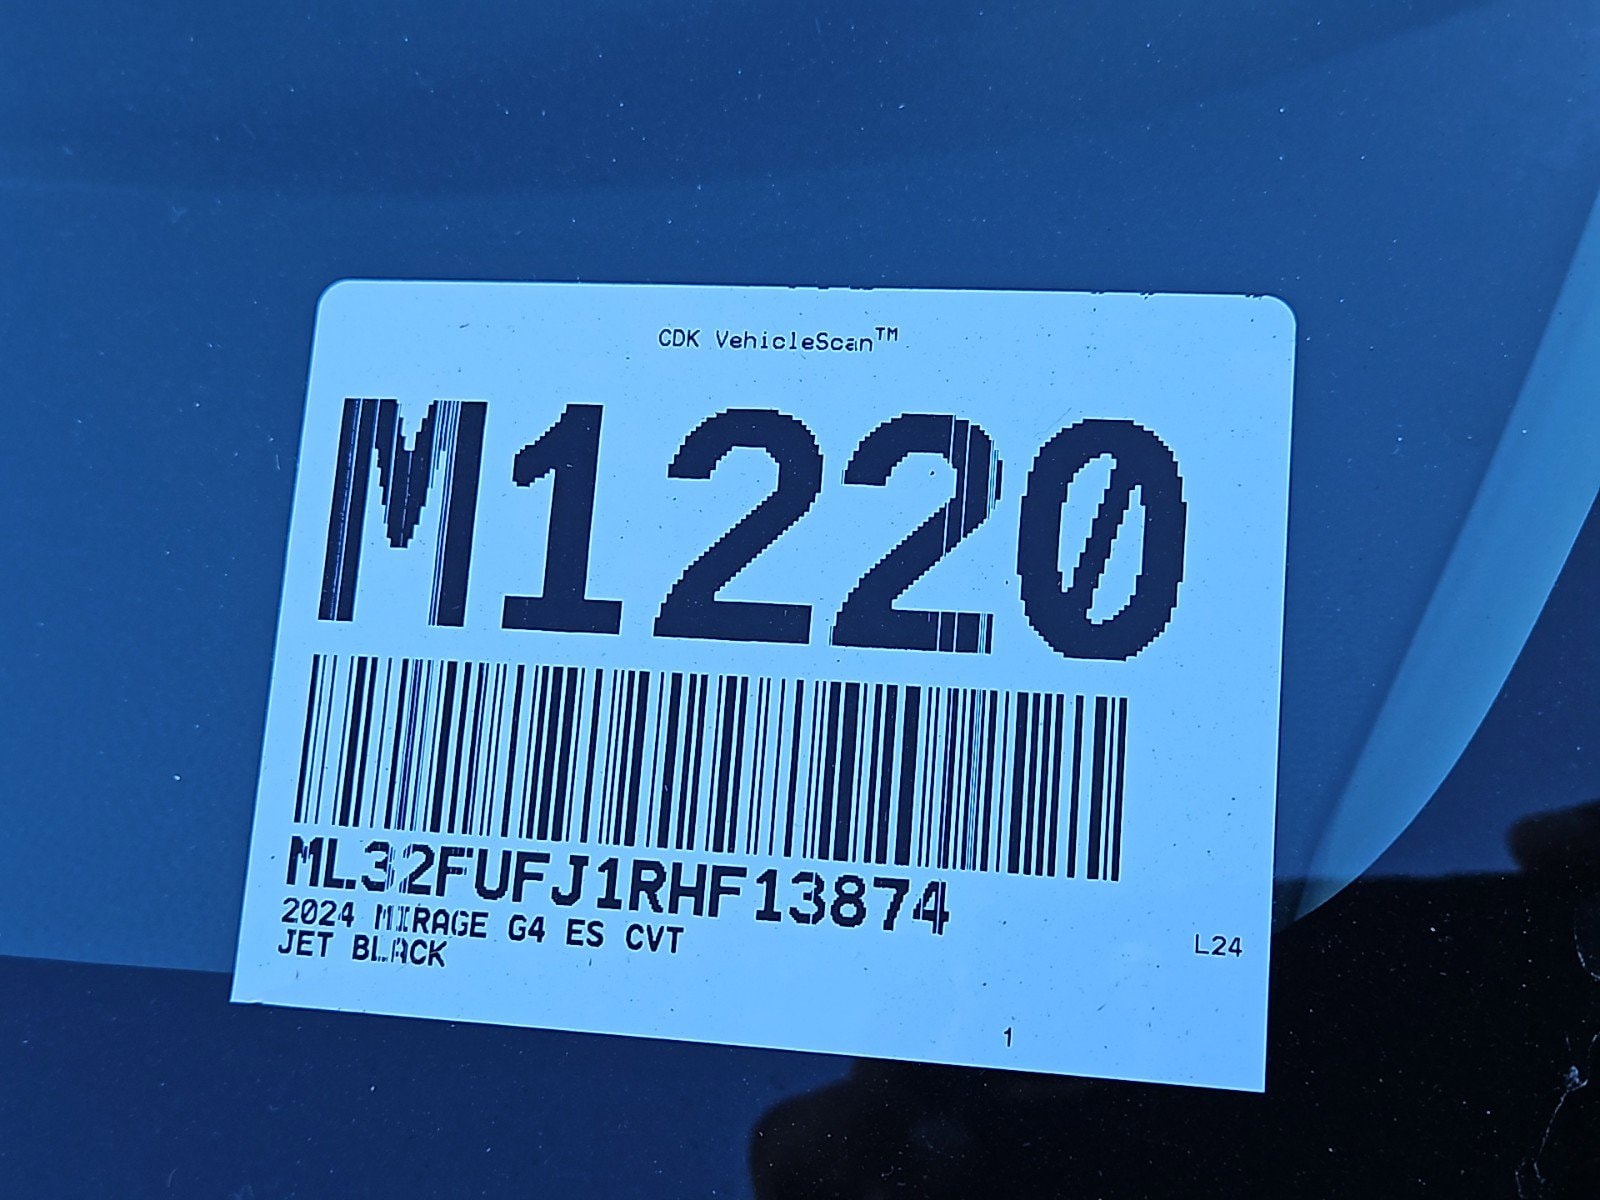 CDK VehicleScan™
M1220
ML32FUFJ1RHF13874
2024 MIRAGE G4 ES CVT
JET BLACK
L24
1